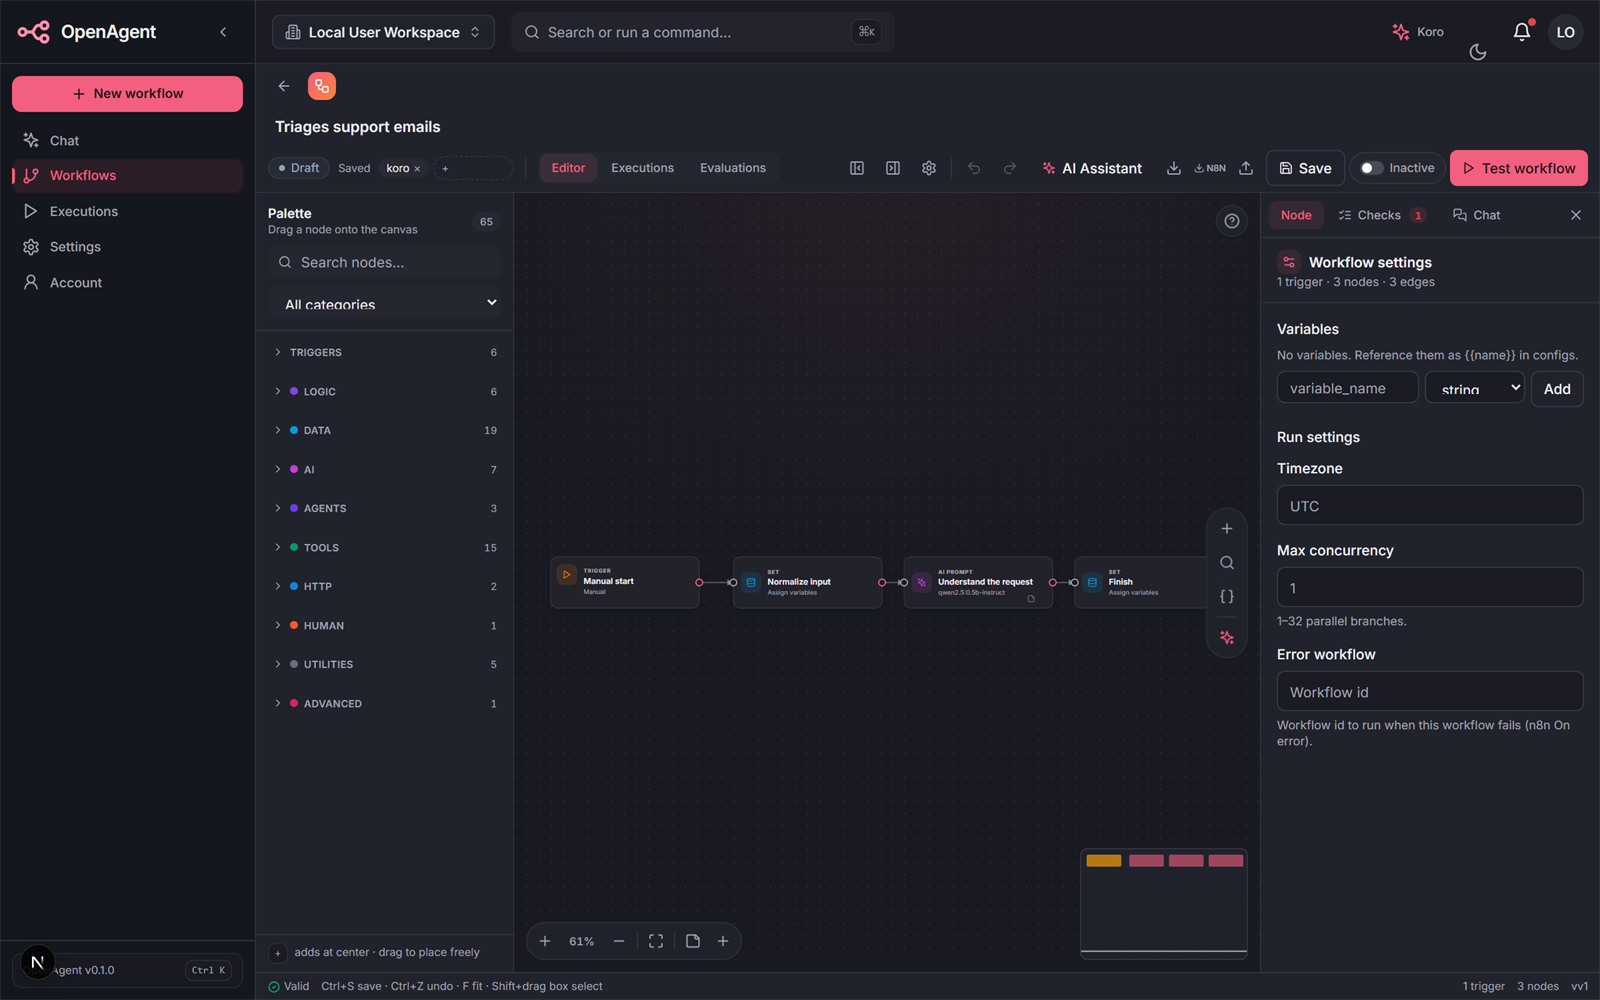 OpenAgent
Local User Workspace
Search or run a command...
⌘K
Koro
LO
New workflow
Chat
Workflows
Executions
Settings
Account
N
Agent v0.1.0
Ctrl K
Triages support emails
Draft
Saved
koro ×
+
Editor
Executions
Evaluations
AI Assistant
N8N
Save
Inactive
Test workflow
Palette
Drag a node onto the canvas
65
Search nodes...
All categories
TRIGGERS 6
LOGIC 6
DATA 19
AI 7
AGENTS 3
TOOLS 15
HTTP 2
HUMAN 1
UTILITIES 5
ADVANCED 1
+ adds at center · drag to place freely
TRIGGER
Manual start
Manual
SET
Normalize input
Assign variables
AI PROMPT
Understand the request
qwen2.5:0.5b-instruct
SET
Finish
Assign variables
61%
Node
Checks 1
Chat
Workflow settings
1 trigger · 3 nodes · 3 edges
Variables
No variables. Reference them as {{name}} in configs.
variable_name
string
Add
Run settings
Timezone
UTC
Max concurrency
1
1–32 parallel branches.
Error workflow
Workflow id
Workflow id to run when this workflow fails (n8n On
error).
Valid
Ctrl+S save · Ctrl+Z undo · F fit · Shift+drag box select
1 trigger
3 nodes
vv1